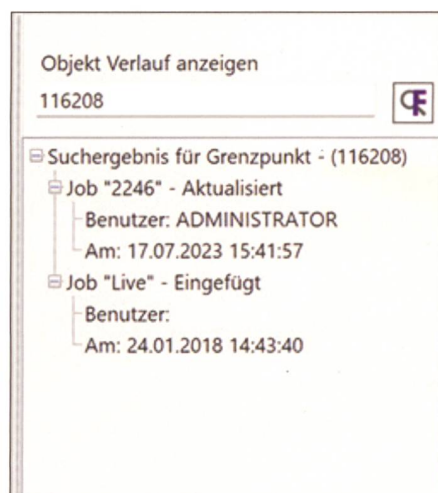 Objekt Verlauf anzeigen
116208
Suchergebnis für Grenzpunkt - (116208)
Job "2246" - Aktualisiert
Benutzer: ADMINISTRATOR
Am: 17.07.2023 15:41:57
Job "Live" - Eingefügt
Benutzer:
Am: 24.01.2018 14:43:40